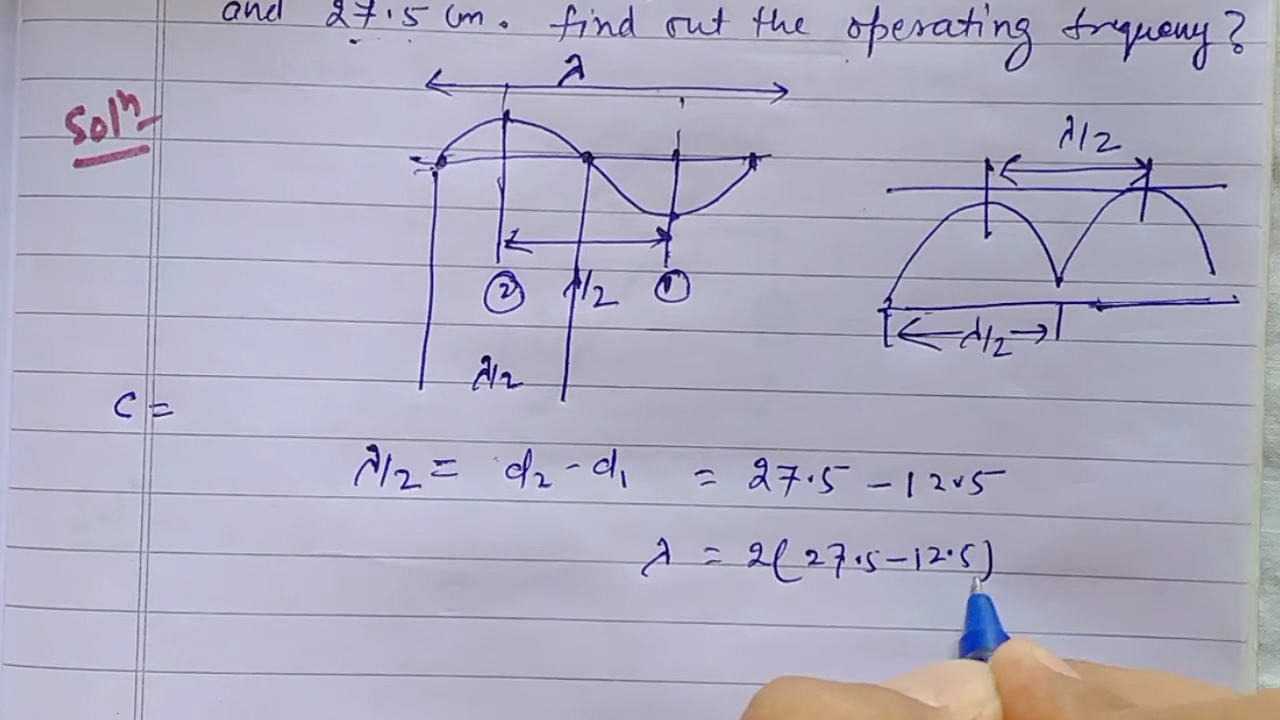 and 27.5 cm. find out the operating frequency?
Solⁿ
λ
λ/2
② λ/2 ①
λ/2
λ/2
C =
λ/2 = d₂ - d₁ = 27.5 - 12.5
λ = 2(27.5-12.5)